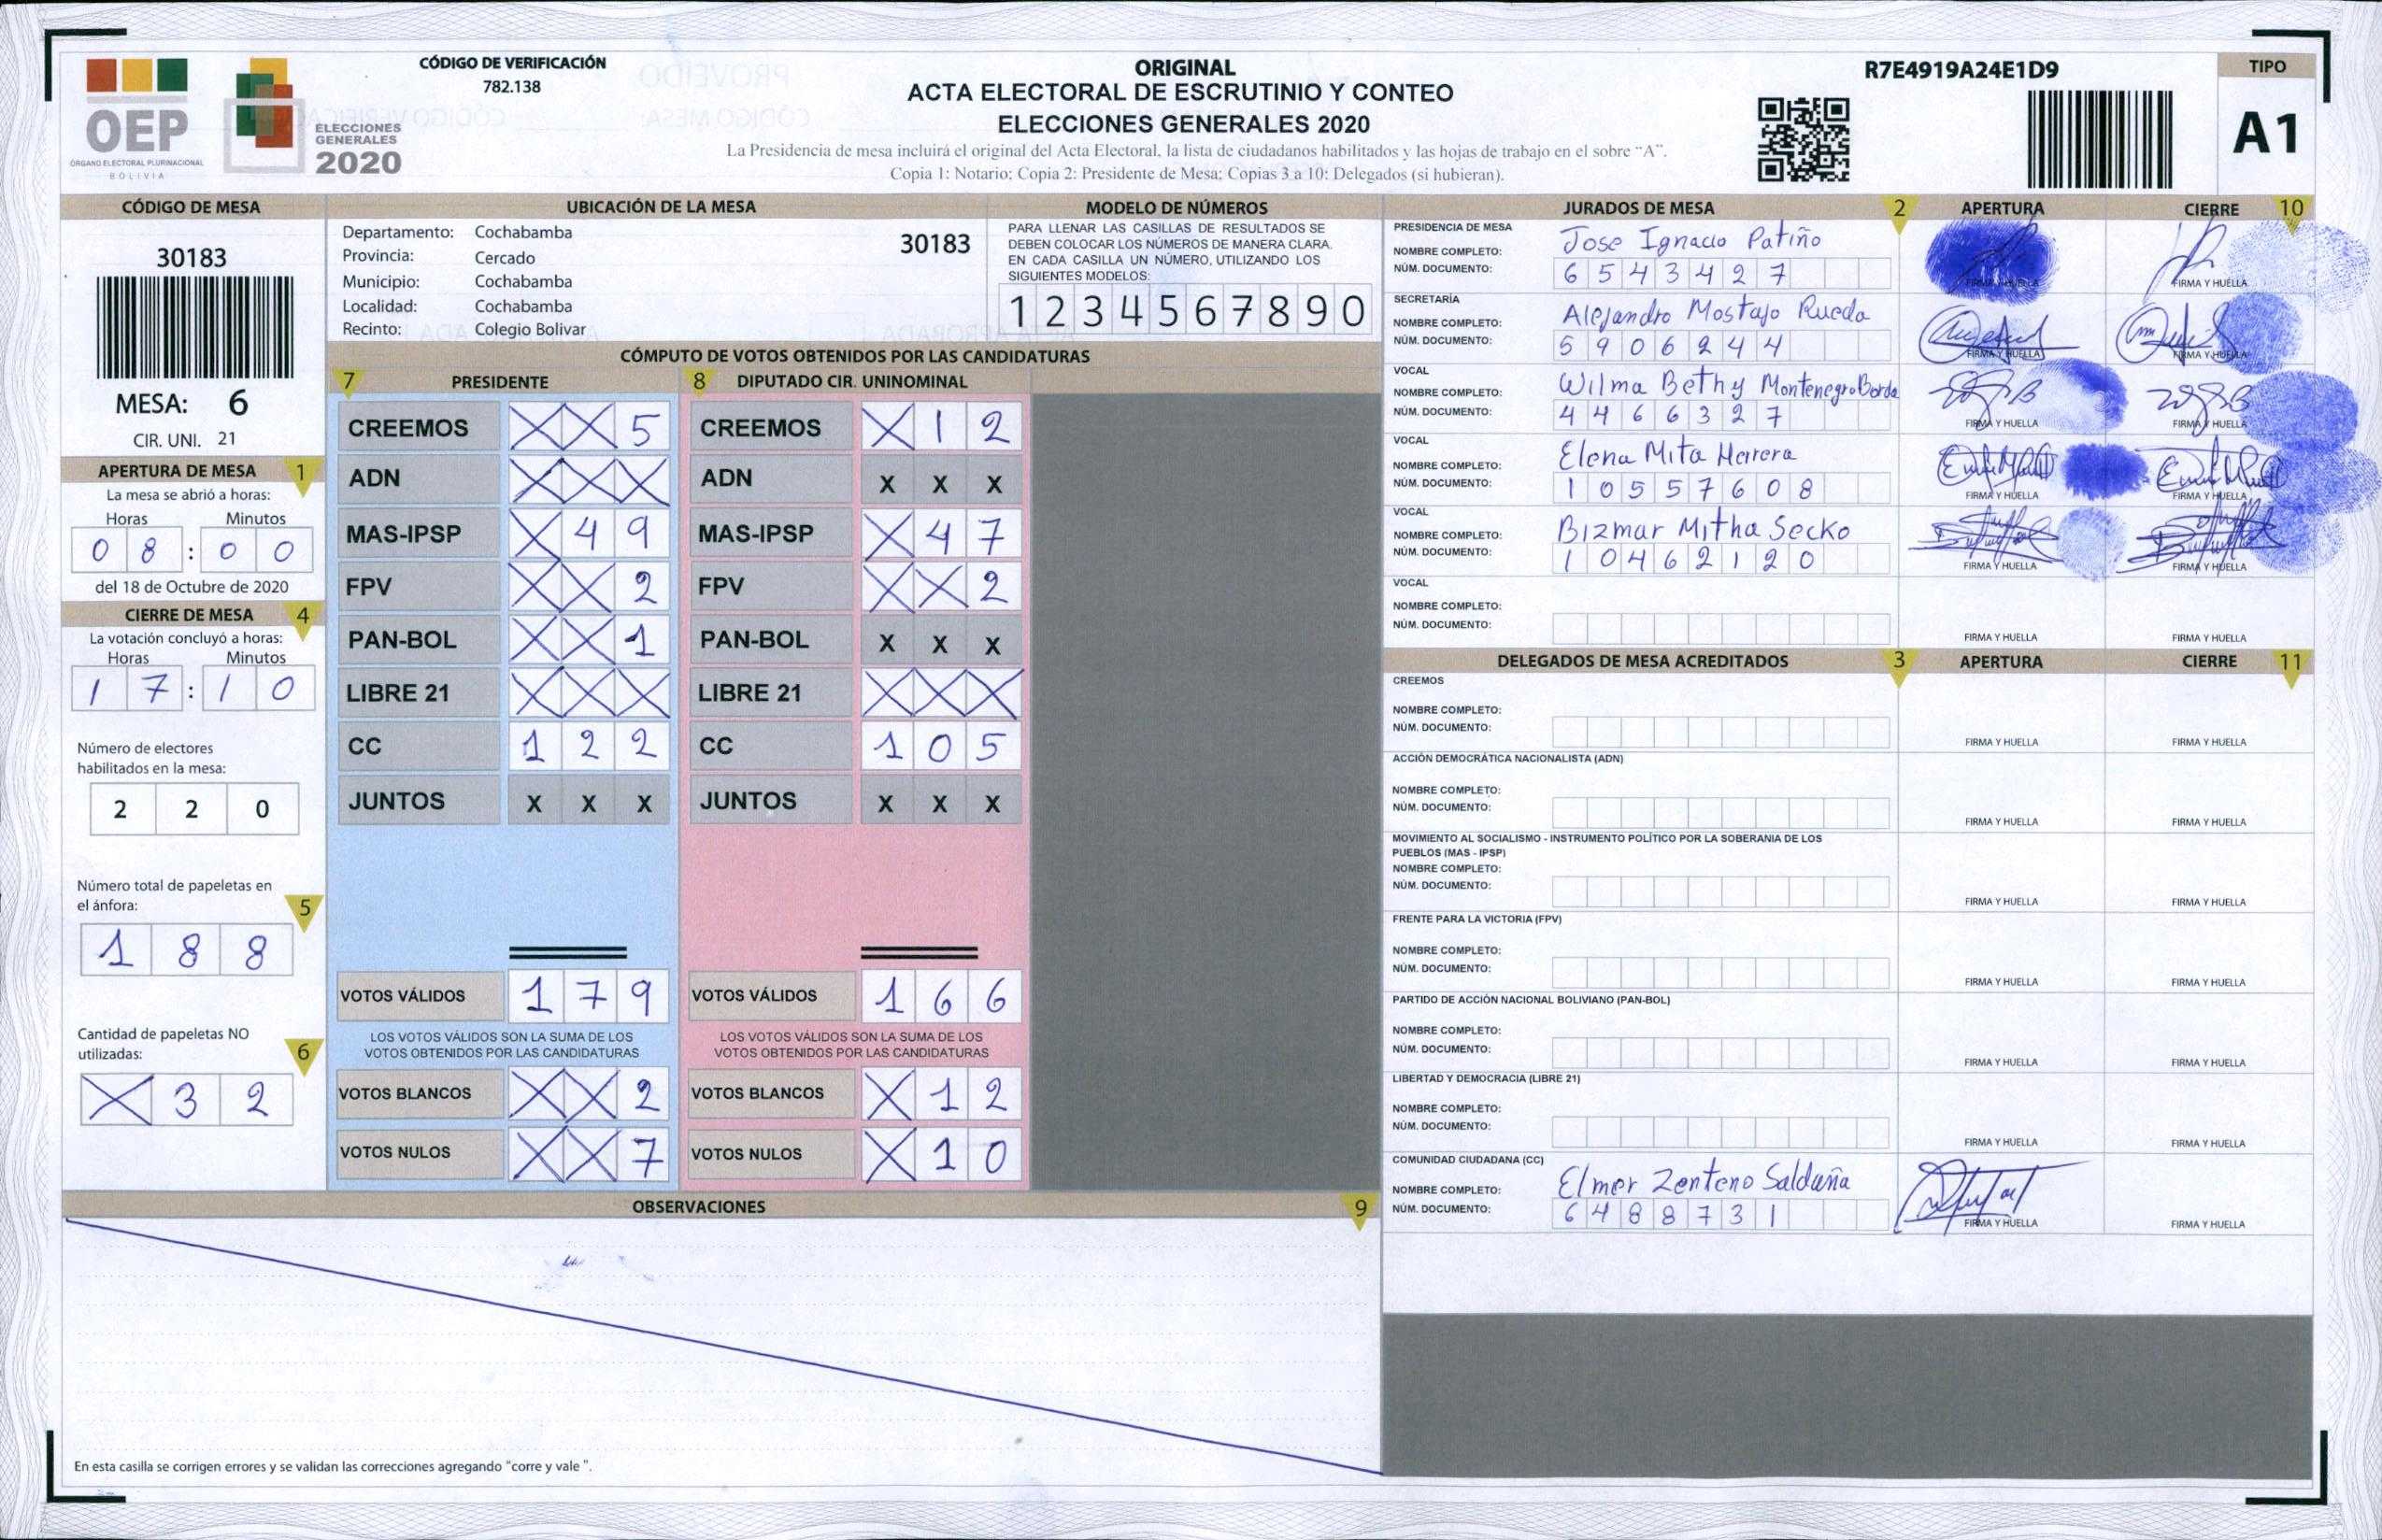 OEP
ÓRGANO ELECTORAL PLURINACIONAL
BOLIVIA
ELECCIONES
GENERALES
2020
CÓDIGO DE VERIFICACIÓN
782.138
ORIGINAL
ACTA ELECTORAL DE ESCRUTINIO Y CONTEO
ELECCIONES GENERALES 2020
La Presidencia de mesa incluirá el original del Acta Electoral, la lista de ciudadanos habilitados y las hojas de trabajo en el sobre "A".
Copia 1: Notario; Copia 2: Presidente de Mesa; Copias 3 a 10: Delegados (si hubieran).
R7E4919A24E1D9
TIPO
A1
CÓDIGO DE MESA
30183
MESA: 6
CIR. UNI. 21
APERTURA DE MESA 1
La mesa se abrió a horas:
Horas Minutos
0 8 : 0 0
del 18 de Octubre de 2020
CIERRE DE MESA 4
La votación concluyó a horas:
Horas Minutos
1 7 : 1 0
Número de electores
habilitados en la mesa:
2 2 0
Número total de papeletas en
el ánfora: 5
1 8 8
Cantidad de papeletas NO
utilizadas: 6
X 3 2
UBICACIÓN DE LA MESA
Departamento: Cochabamba
30183
Provincia: Cercado
Municipio: Cochabamba
Localidad: Cochabamba
Recinto: Colegio Bolivar
MODELO DE NÚMEROS
PARA LLENAR LAS CASILLAS DE RESULTADOS SE
DEBEN COLOCAR LOS NÚMEROS DE MANERA CLARA.
EN CADA CASILLA UN NÚMERO, UTILIZANDO LOS
SIGUIENTES MODELOS:
1 2 3 4 5 6 7 8 9 0
CÓMPUTO DE VOTOS OBTENIDOS POR LAS CANDIDATURAS
7 PRESIDENTE
CREEMOS X X 5
ADN X X X
MAS-IPSP X 4 9
FPV X X 2
PAN-BOL X X 1
LIBRE 21 X X X
CC 1 2 2
JUNTOS X X X
VOTOS VÁLIDOS 1 7 9
LOS VOTOS VÁLIDOS SON LA SUMA DE LOS
VOTOS OBTENIDOS POR LAS CANDIDATURAS
VOTOS BLANCOS X X 2
VOTOS NULOS X X 7
8 DIPUTADO CIR. UNINOMINAL
CREEMOS X 1 2
ADN X X X
MAS-IPSP X 4 7
FPV X X 2
PAN-BOL X X X
LIBRE 21 X X X
CC 1 0 5
JUNTOS X X X
VOTOS VÁLIDOS 1 6 6
LOS VOTOS VÁLIDOS SON LA SUMA DE LOS
VOTOS OBTENIDOS POR LAS CANDIDATURAS
VOTOS BLANCOS X 1 2
VOTOS NULOS X 1 0
OBSERVACIONES 9
En esta casilla se corrigen errores y se validan las correcciones agregando "corre y vale ".
JURADOS DE MESA 2 APERTURA CIERRE 10
PRESIDENCIA DE MESA
NOMBRE COMPLETO: Jose Ignacio Patiño
NÚM. DOCUMENTO: 6 5 4 3 4 2 7
FIRMA Y HUELLA FIRMA Y HUELLA
SECRETARÍA
NOMBRE COMPLETO: Alejandro Mostajo Rueda
NÚM. DOCUMENTO: 5 9 0 6 2 4 4
FIRMA Y HUELLA FIRMA Y HUELLA
VOCAL
NOMBRE COMPLETO: Wilma Bethy Montenegro Borda
NÚM. DOCUMENTO: 4 4 6 6 3 2 7
FIRMA Y HUELLA FIRMA Y HUELLA
VOCAL
NOMBRE COMPLETO: Elena Mita Herrera
NÚM. DOCUMENTO: 1 0 5 5 7 6 0 8
FIRMA Y HUELLA FIRMA Y HUELLA
VOCAL
NOMBRE COMPLETO: Bizmar Mitha Secko
NÚM. DOCUMENTO: 1 0 4 6 2 1 2 0
FIRMA Y HUELLA FIRMA Y HUELLA
VOCAL
NOMBRE COMPLETO:
NÚM. DOCUMENTO:
FIRMA Y HUELLA FIRMA Y HUELLA
DELEGADOS DE MESA ACREDITADOS 3 APERTURA CIERRE 11
CREEMOS
NOMBRE COMPLETO:
NÚM. DOCUMENTO:
FIRMA Y HUELLA FIRMA Y HUELLA
ACCIÓN DEMOCRÁTICA NACIONALISTA (ADN)
NOMBRE COMPLETO:
NÚM. DOCUMENTO:
FIRMA Y HUELLA FIRMA Y HUELLA
MOVIMIENTO AL SOCIALISMO - INSTRUMENTO POLÍTICO POR LA SOBERANIA DE LOS
PUEBLOS (MAS - IPSP)
NOMBRE COMPLETO:
NÚM. DOCUMENTO:
FIRMA Y HUELLA FIRMA Y HUELLA
FRENTE PARA LA VICTORIA (FPV)
NOMBRE COMPLETO:
NÚM. DOCUMENTO:
FIRMA Y HUELLA FIRMA Y HUELLA
PARTIDO DE ACCIÓN NACIONAL BOLIVIANO (PAN-BOL)
NOMBRE COMPLETO:
NÚM. DOCUMENTO:
FIRMA Y HUELLA FIRMA Y HUELLA
LIBERTAD Y DEMOCRACIA (LIBRE 21)
NOMBRE COMPLETO:
NÚM. DOCUMENTO:
FIRMA Y HUELLA FIRMA Y HUELLA
COMUNIDAD CIUDADANA (CC)
NOMBRE COMPLETO: Elmer Zenteno Saldaña
NÚM. DOCUMENTO: 6 4 8 8 7 3 1
FIRMA Y HUELLA FIRMA Y HUELLA